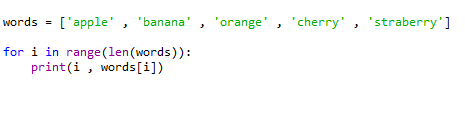 words = ['apple' , 'banana' , 'orange' , 'cherry' , 'straberry']
for i in range(len(words)):
    print(i , words[i])